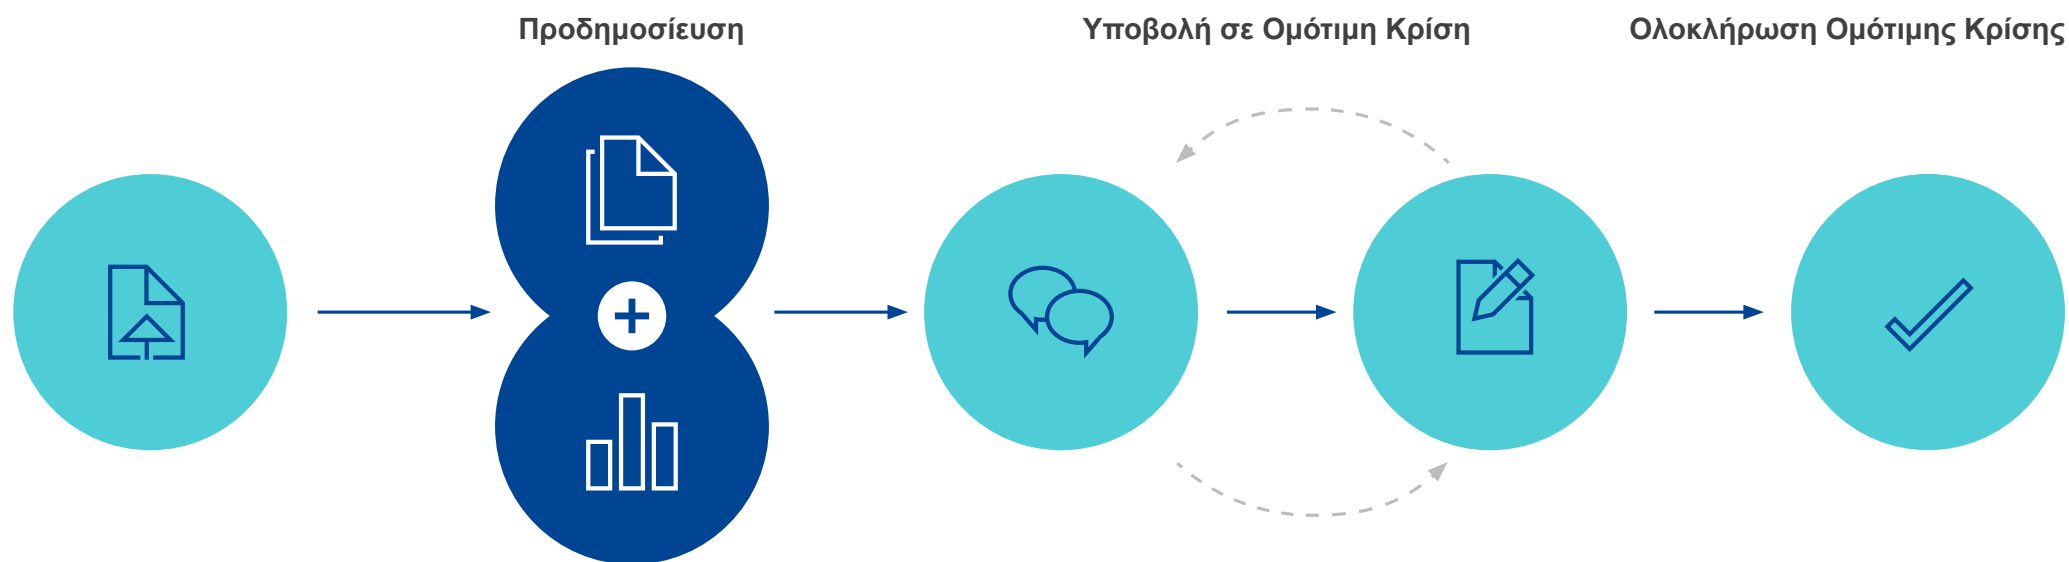 Προδημοσίευση
Υποβολή σε Ομότιμη Κρίση
Ολοκλήρωση Ομότιμης Κρίσης